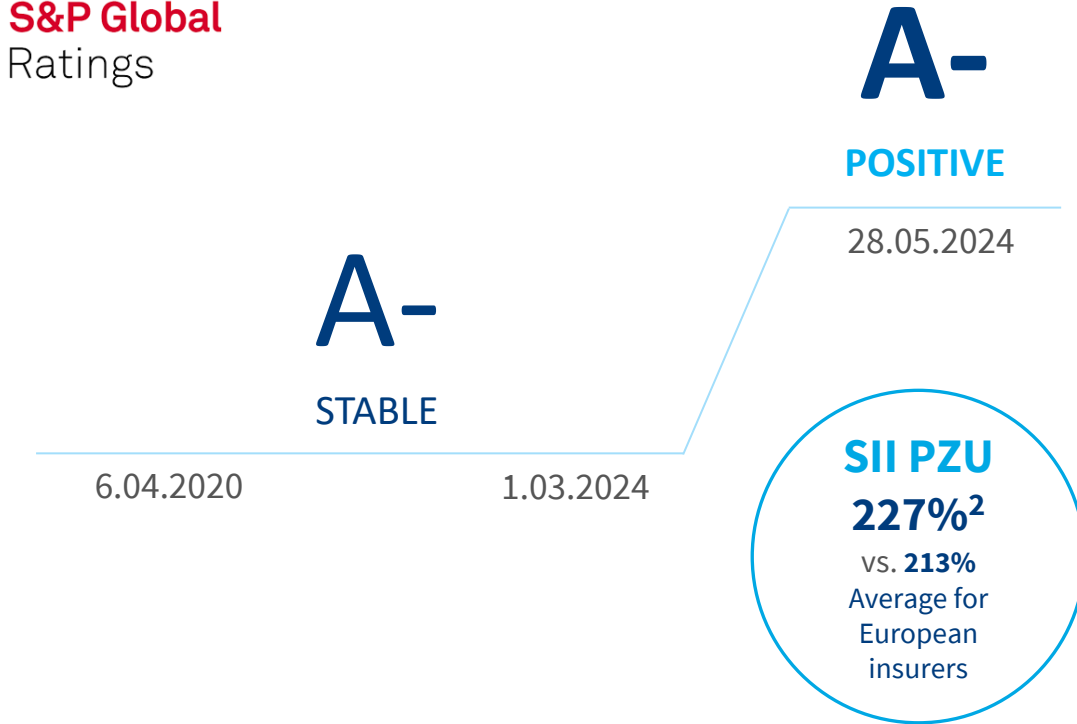 S&P Global
Ratings
A-
POSITIVE
28.05.2024
A-
STABLE
6.04.2020
1.03.2024
SII PZU
227%²
vs. 213%
Average for
European
insurers